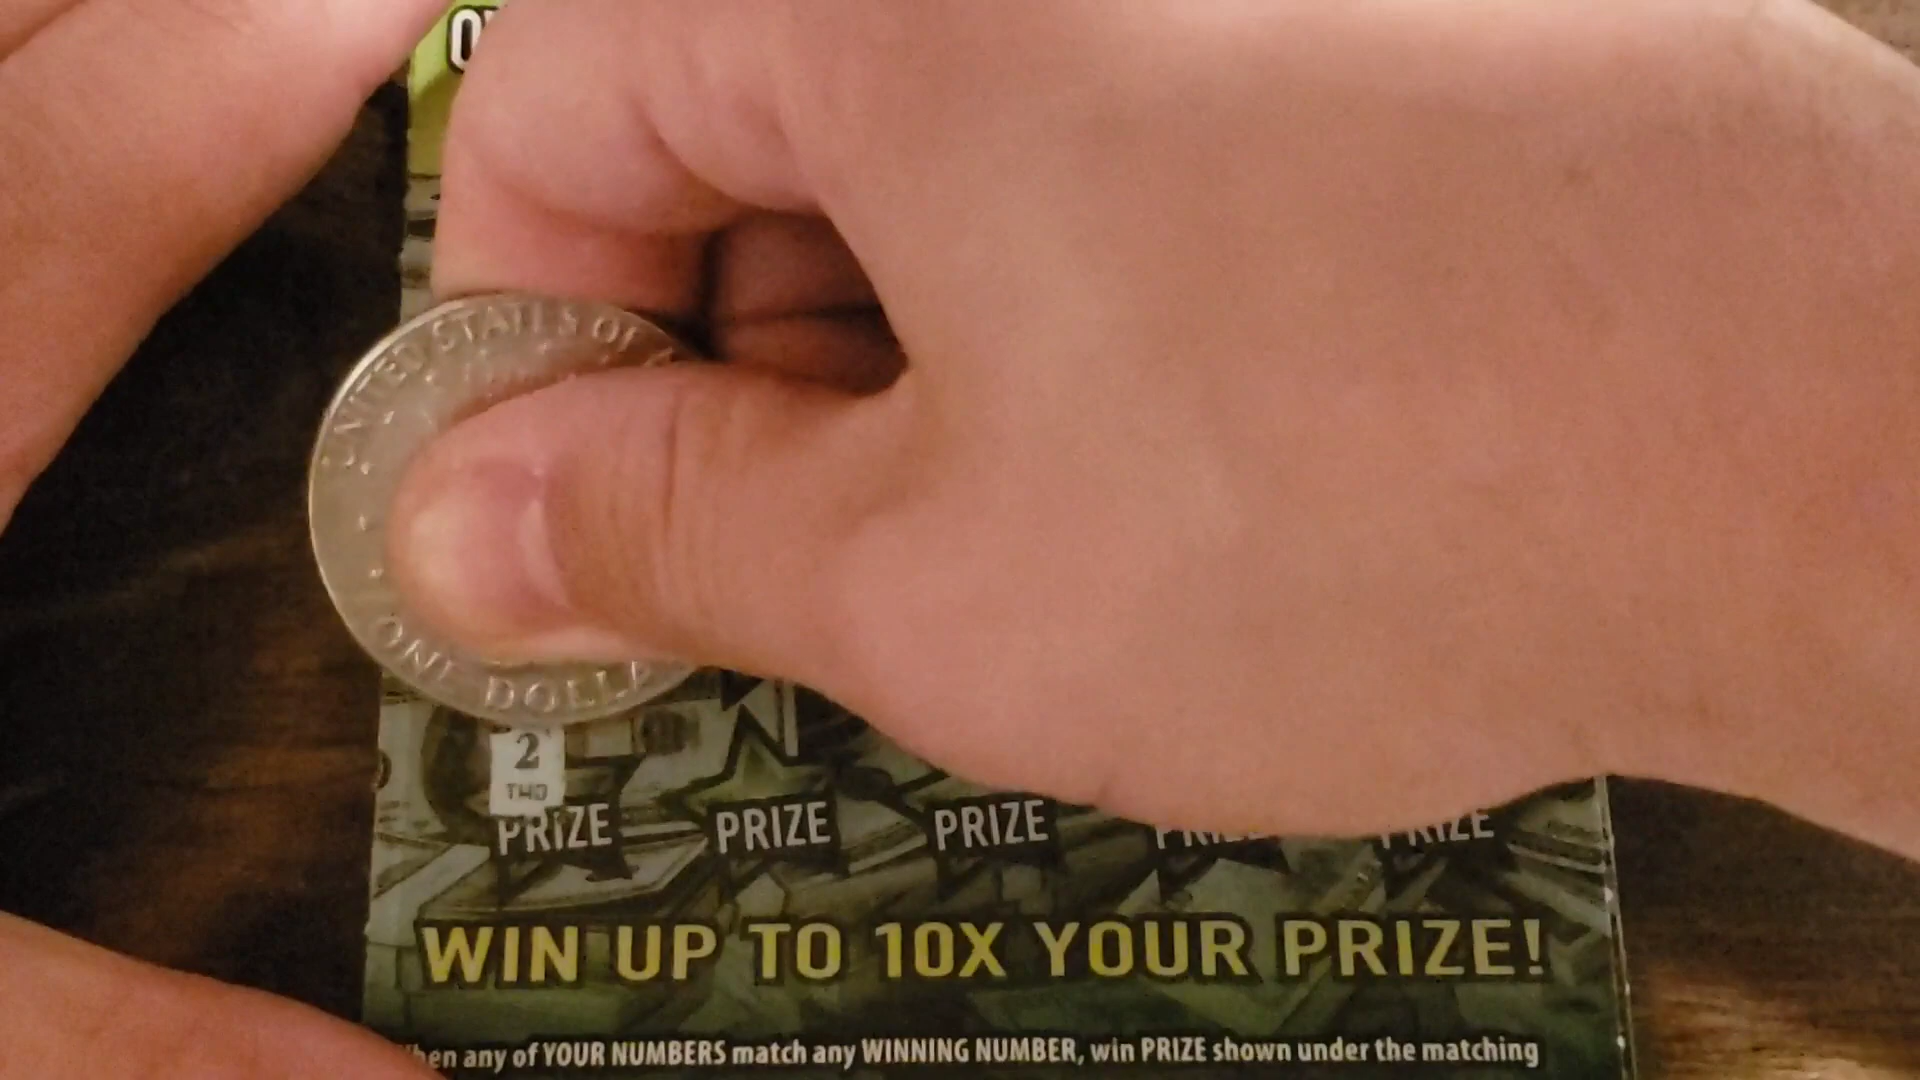 UNITED STATES OF
ONE DOLLA
2
TWO
PRIZE PRIZE PRIZE PRIZE PRIZE
WIN UP TO 10X YOUR PRIZE!
hen any of YOUR NUMBERS match any WINNING NUMBER, win PRIZE shown under the matching